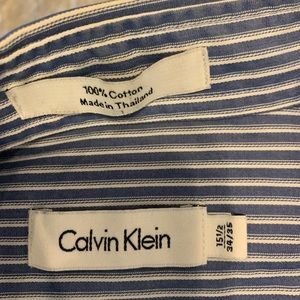 100% Cotton
Made in Thailand
Calvin Klein
15 1/2
34/35